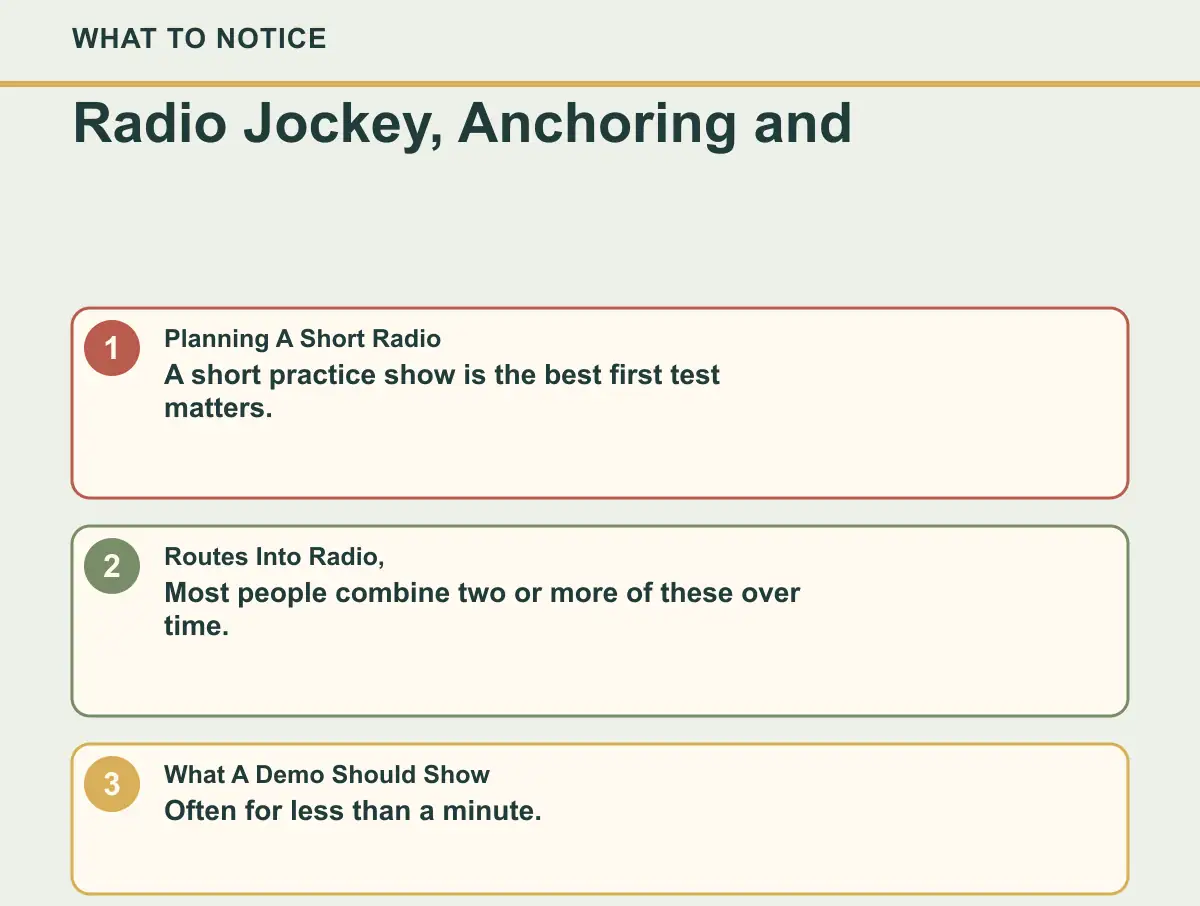 WHAT TO NOTICE
Radio Jockey, Anchoring and
1
Planning A Short Radio
A short practice show is the best first test
matters.
2
Routes Into Radio,
Most people combine two or more of these over
time.
3
What A Demo Should Show
Often for less than a minute.